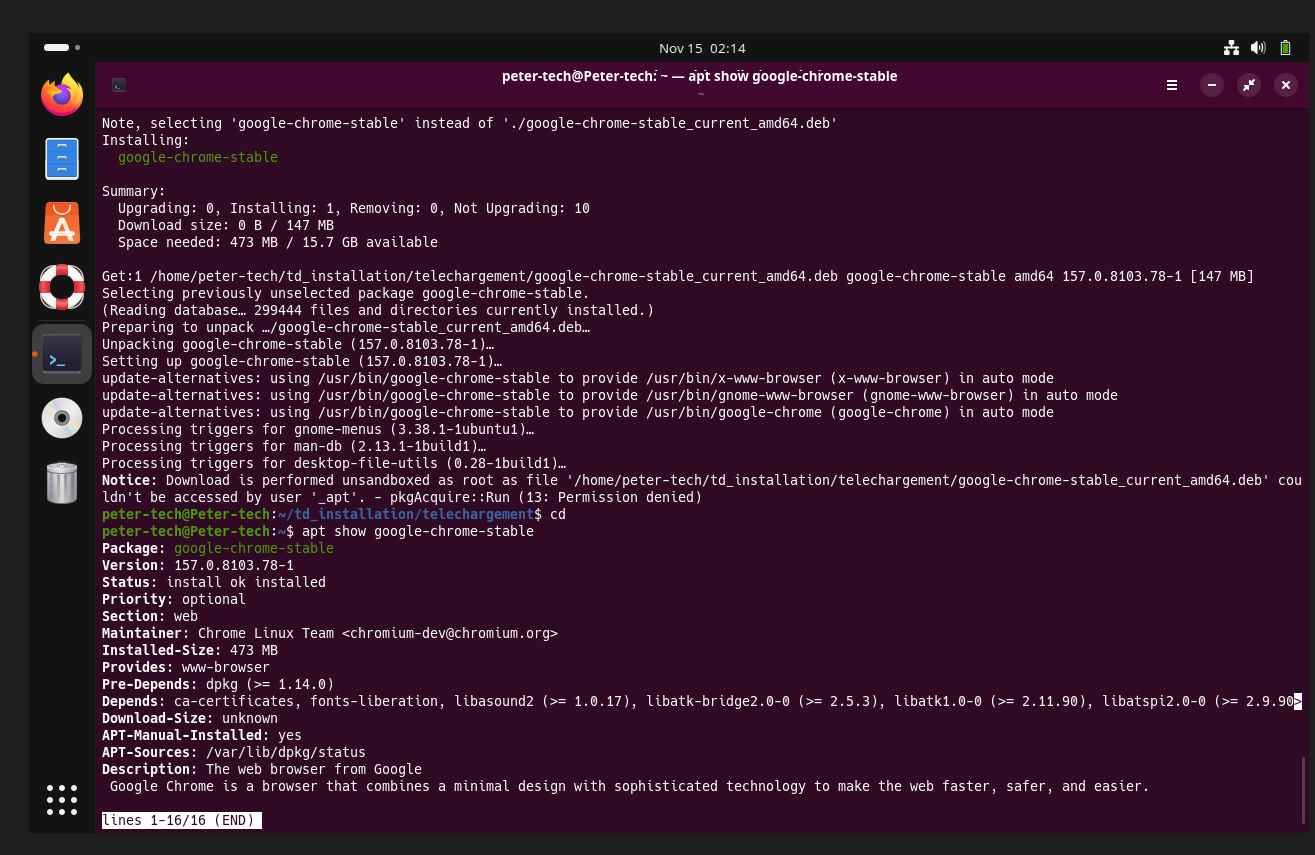 Nov 15 02:14
peter-tech@Peter-tech: ~ — apt show google-chrome-stable
~
Note, selecting 'google-chrome-stable' instead of './google-chrome-stable_current_amd64.deb'
Installing:
  google-chrome-stable

Summary:
  Upgrading: 0, Installing: 1, Removing: 0, Not Upgrading: 10
  Download size: 0 B / 147 MB
  Space needed: 473 MB / 15.7 GB available

Get:1 /home/peter-tech/td_installation/telechargement/google-chrome-stable_current_amd64.deb google-chrome-stable amd64 157.0.8103.78-1 [147 MB]
Selecting previously unselected package google-chrome-stable.
(Reading database… 299444 files and directories currently installed.)
Preparing to unpack …/google-chrome-stable_current_amd64.deb…
Unpacking google-chrome-stable (157.0.8103.78-1)…
Setting up google-chrome-stable (157.0.8103.78-1)…
update-alternatives: using /usr/bin/google-chrome-stable to provide /usr/bin/x-www-browser (x-www-browser) in auto mode
update-alternatives: using /usr/bin/google-chrome-stable to provide /usr/bin/gnome-www-browser (gnome-www-browser) in auto mode
update-alternatives: using /usr/bin/google-chrome-stable to provide /usr/bin/google-chrome (google-chrome) in auto mode
Processing triggers for gnome-menus (3.38.1-1ubuntu1)…
Processing triggers for man-db (2.13.1-1build1)…
Processing triggers for desktop-file-utils (0.28-1build1)…
Notice: Download is performed unsandboxed as root as file '/home/peter-tech/td_installation/telechargement/google-chrome-stable_current_amd64.deb' cou
ldn't be accessed by user '_apt'. - pkgAcquire::Run (13: Permission denied)
peter-tech@Peter-tech:~/td_installation/telechargement$ cd
peter-tech@Peter-tech:~$ apt show google-chrome-stable
Package: google-chrome-stable
Version: 157.0.8103.78-1
Status: install ok installed
Priority: optional
Section: web
Maintainer: Chrome Linux Team <chromium-dev@chromium.org>
Installed-Size: 473 MB
Provides: www-browser
Pre-Depends: dpkg (>= 1.14.0)
Depends: ca-certificates, fonts-liberation, libasound2 (>= 1.0.17), libatk-bridge2.0-0 (>= 2.5.3), libatk1.0-0 (>= 2.11.90), libatspi2.0-0 (>= 2.9.90>
Download-Size: unknown
APT-Manual-Installed: yes
APT-Sources: /var/lib/dpkg/status
Description: The web browser from Google
 Google Chrome is a browser that combines a minimal design with sophisticated technology to make the web faster, safer, and easier.

lines 1-16/16 (END)